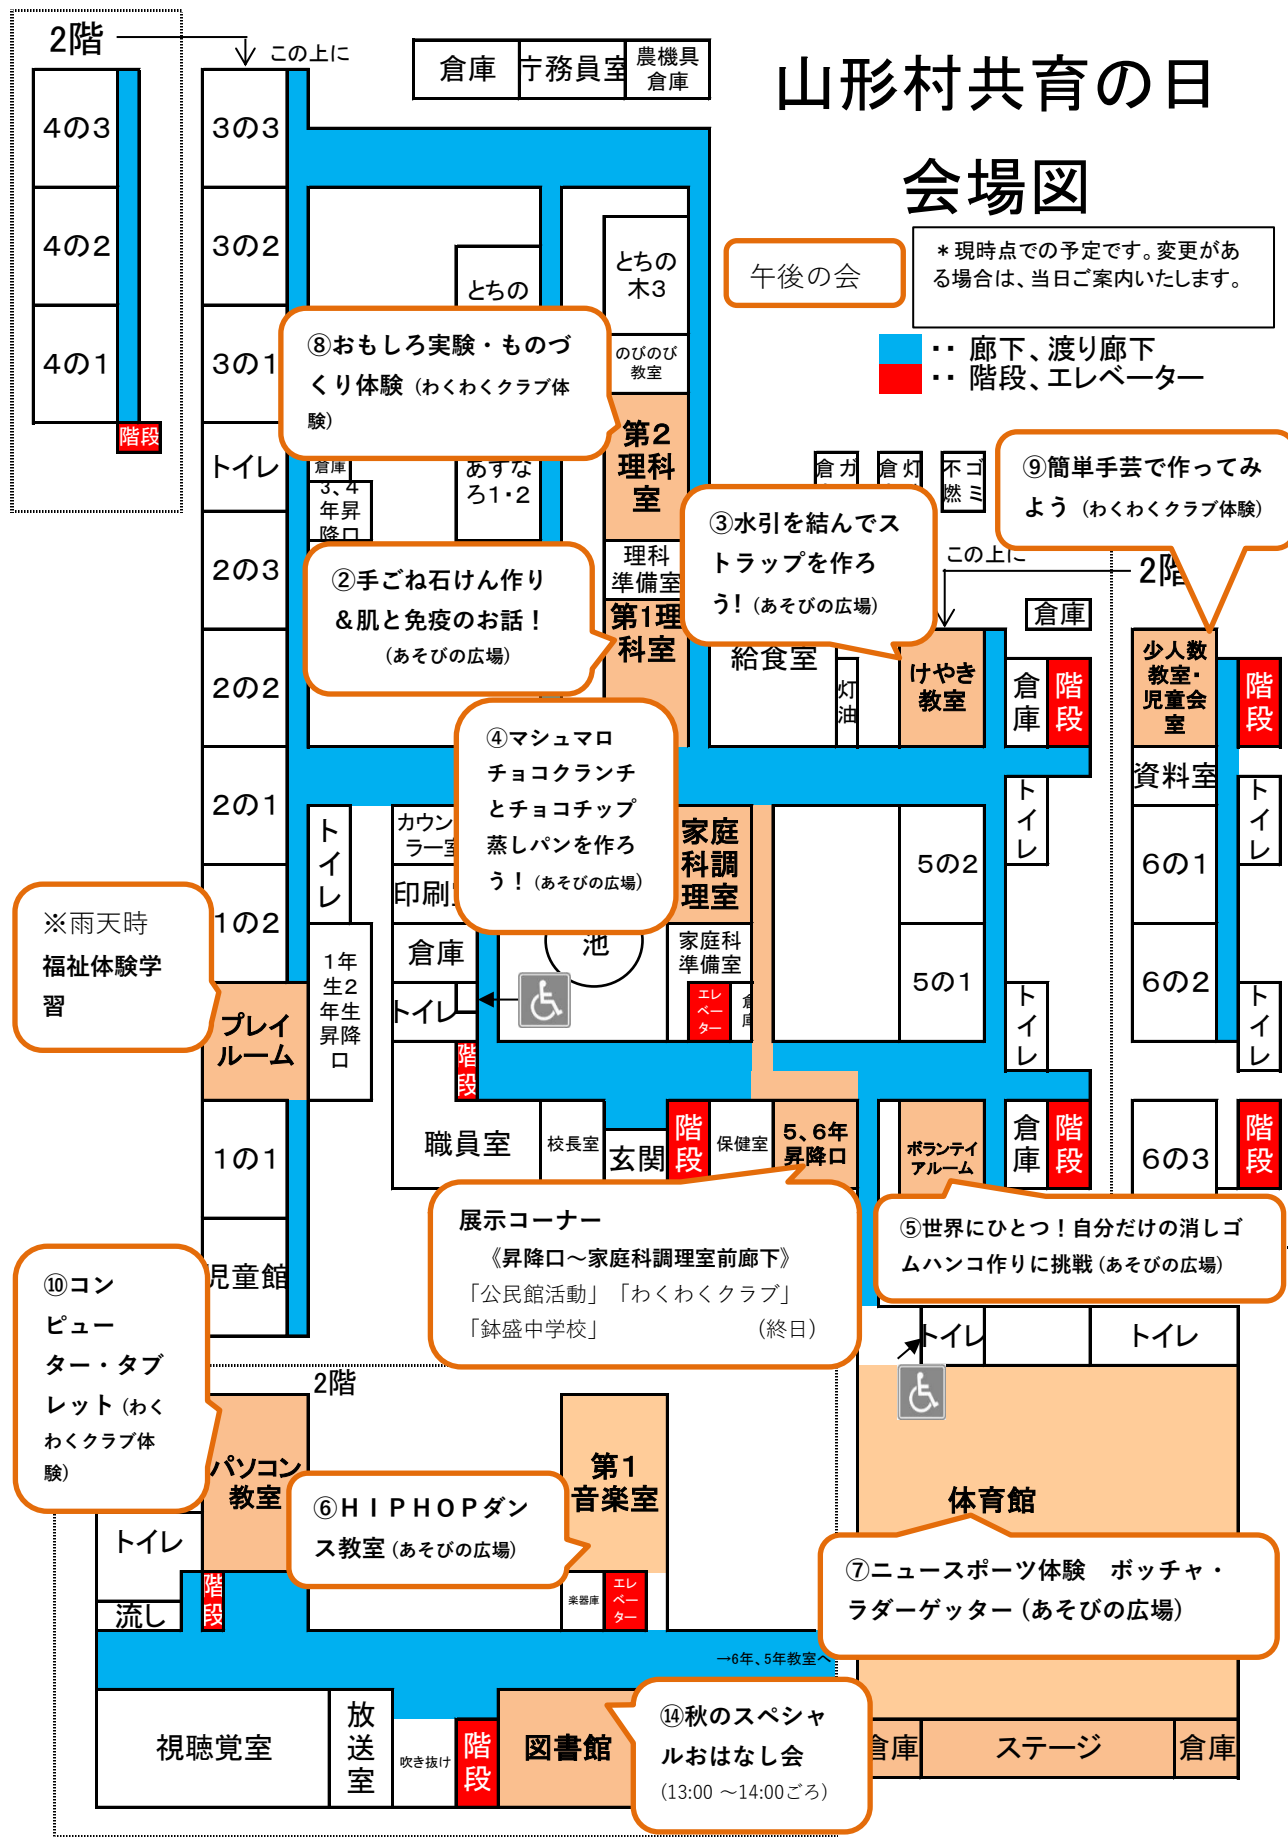 山形村共育の日
会場図
午後の会
＊現時点での予定です。変更があ
る場合は、当日ご案内いたします。
‥ 廊下、渡り廊下
‥ 階段、エレベーター
2階
この上に
4の3
4の2
4の1
階段
3の3
3の2
3の1
トイレ
2の3
2の2
2の1
1の2
プレイ
ルーム
1の1
児童館
倉庫
庁務員室
農機具
倉庫
とちの
とちの
木3
のびのび
教室
⑧おもしろ実験・ものづ
くり体験（わくわくクラブ体
験）
第2
理科
室
倉庫
3、4
年昇
降口
あすな
ろ1・2
理科
準備室
第1理
科室
②手ごね石けん作り
＆肌と免疫のお話！
（あそびの広場）
③水引を結んでス
トラップを作ろ
う！（あそびの広場）
⑨簡単手芸で作ってみ
よう（わくわくクラブ体験）
倉 ガ
倉 灯
不燃
ゴミ
この上に
2階
倉庫
給食室
灯油
けやき
教室
倉庫
階段
少人数
教室・
児童会
室
階段
資料室
トイレ
トイレ
④マシュマロ
チョコクランチ
とチョコチップ
蒸しパンを作ろ
う！（あそびの広場）
トイレ
カウン
ラー室
印刷
倉庫
トイレ
池
家庭
科調
理室
家庭科
準備室
エレ
ベー
ター
倉庫
5の2
5の1
6の1
6の2
トイレ
トイレ
※雨天時
福祉体験学
習
1年
生2
年生
昇降
口
階段
職員室
校長室
玄関
階段
保健室
5、6年
昇降口
ボランテイ
アルーム
倉庫
階段
6の3
階段
展示コーナー
《昇降口～家庭科調理室前廊下》
「公民館活動」「わくわくクラブ」
「鉢盛中学校」 （終日）
⑤世界にひとつ！自分だけの消しゴ
ムハンコ作りに挑戦（あそびの広場）
トイレ
トイレ
⑩コン
ピュー
ター・タブ
レット（わく
わくクラブ体
験）
2階
パソコン
教室
第1
音楽室
⑥ＨＩＰＨＯＰダン
ス教室（あそびの広場）
体育館
⑦ニュースポーツ体験　ボッチャ・
ラダーゲッター（あそびの広場）
トイレ
流し
階段
楽器庫
エレ
ベー
ター
→6年、5年教室へ
視聴覚室
放送室
吹き抜け
階段
図書館
⑭秋のスペシャ
ルおはなし会
（13:00 ～14:00ごろ）
倉庫
ステージ
倉庫